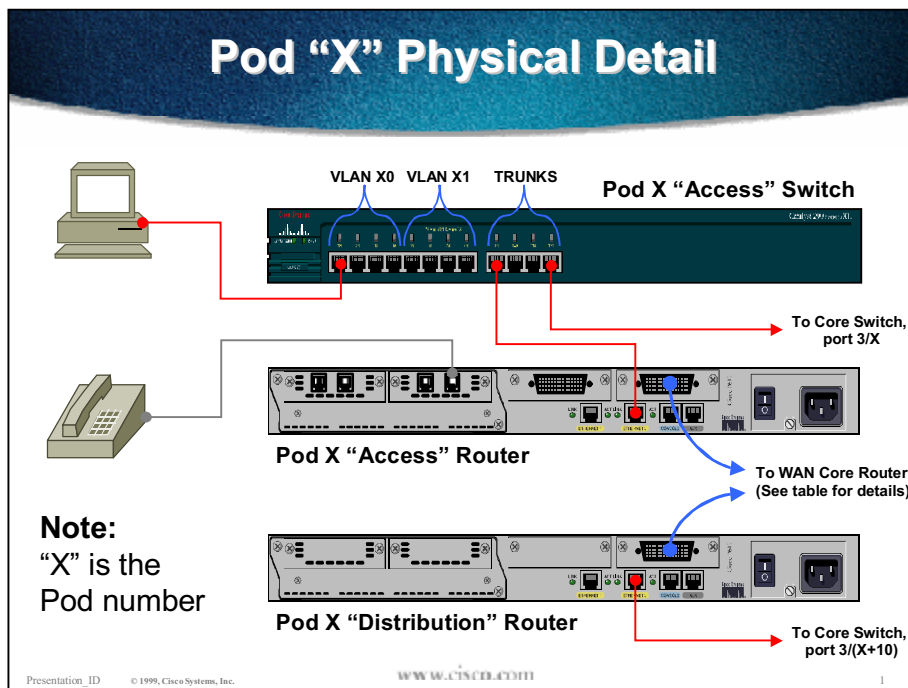 Pod “X” Physical Detail
VLAN X0 VLAN X1 TRUNKS
Pod X “Access” Switch
To Core Switch,
port 3/X
Pod X “Access” Router
To WAN Core Router
(See table for details)
Note:
“X” is the
Pod number
Pod X “Distribution” Router
To Core Switch,
port 3/(X+10)
Presentation_ID © 1999, Cisco Systems, Inc. www.cisco.com 1